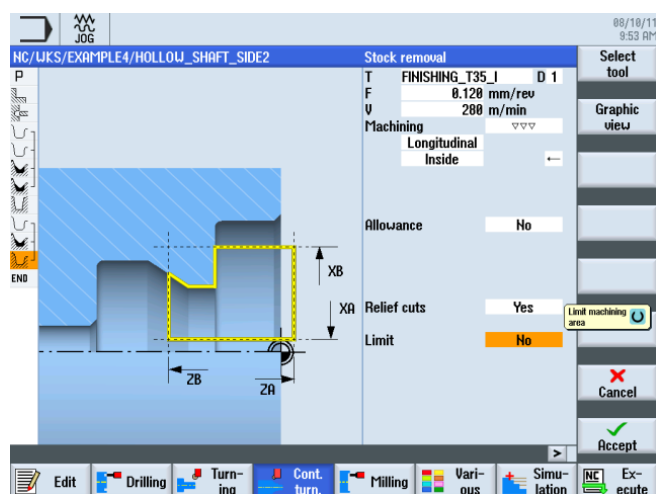 JOG
08/10/11
9:53 AM
NC/WKS/EXAMPLE4/HOLLOW_SHAFT_SIDE2
Stock removal
Select
tool
P
T FINISHING_T35_I D 1
F 0.120 mm/rev
V 280 m/min
Machining ▽▽▽
Longitudinal
Inside ←
Graphic
view
Allowance No
END
XB
XA
Relief cuts Yes
Limit machining
area
Limit No
ZB
ZA
Cancel
Accept
>
Edit
Drilling
Turn-
ing
Cont.
turn.
Milling
Vari-
ous
Simu-
lation
NC
Ex-
ecute